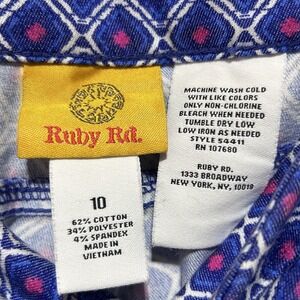 Ruby Rd.
10
62% COTTON
34% POLYESTER
4% SPANDEX
MADE IN
VIETNAM
MACHINE WASH COLD
WITH LIKE COLORS
ONLY NON-CHLORINE
BLEACH WHEN NEEDED
TUMBLE DRY LOW
LOW IRON AS NEEDED
STYLE 54411
RN 107680
RUBY RD.
1333 BROADWAY
NEW YORK, NY, 10018